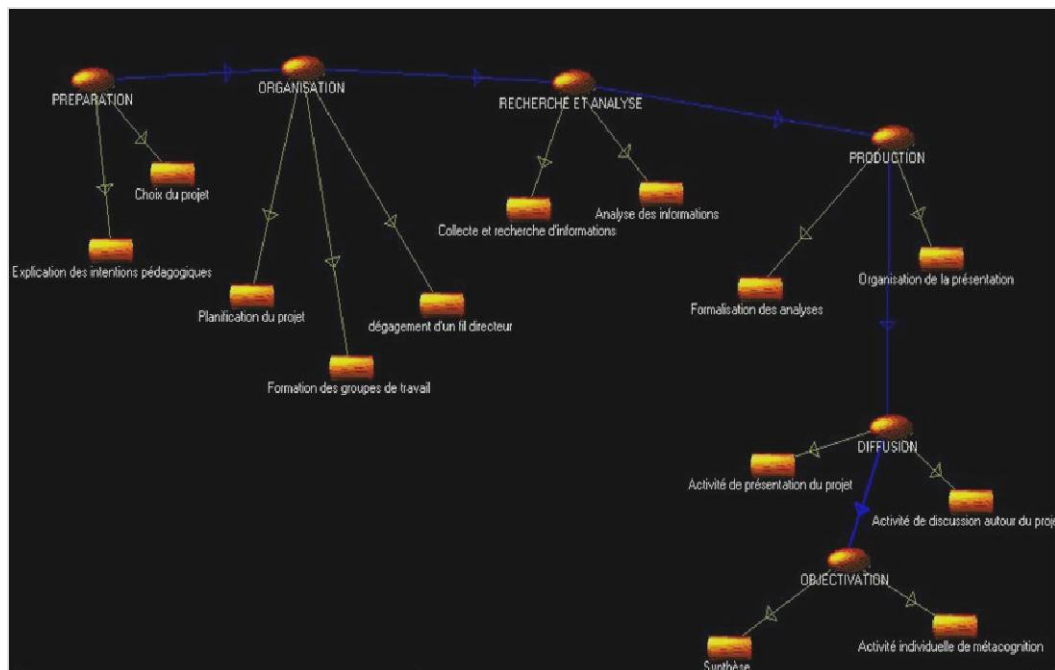 PREPARATION
ORGANISATION
RECHERCHE ET ANALYSE
PRODUCTION
Choix du projet
Explication des intentions pédagogiques
Planification du projet
dégagement d'un fil directeur
Formation des groupes de travail
Collecte et recherche d'informations
Analyse des informations
Formalisation des analyses
Organisation de la présentation
DIFFUSION
Activité de présentation du projet
Activité de discussion autour du proje
OBJECTIVATION
Synthèse
Activité individuelle de métacognition